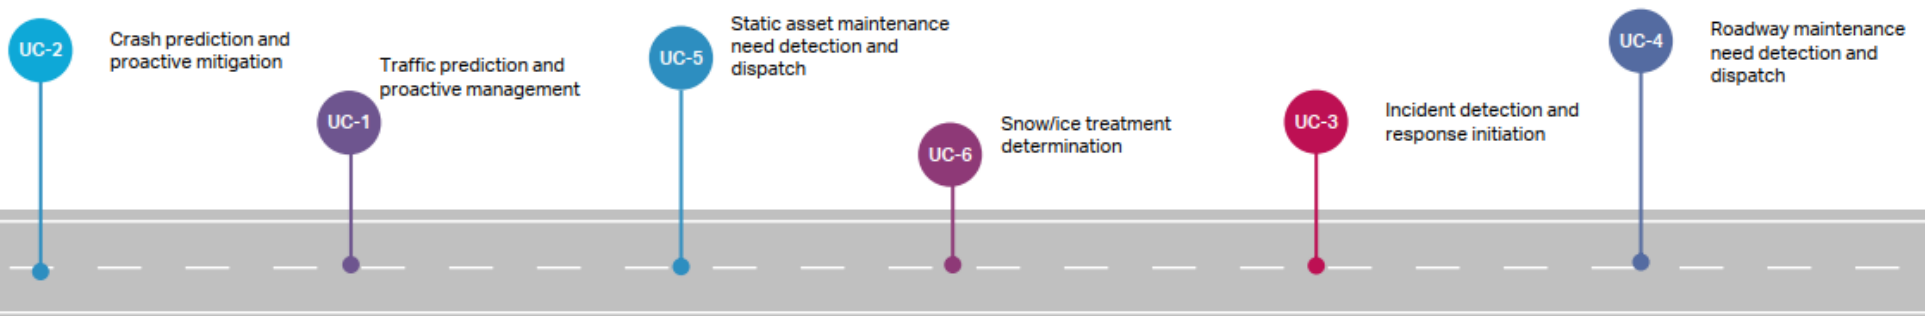 UC-2
Crash prediction and
proactive mitigation
UC-1
Traffic prediction and
proactive management
UC-5
Static asset maintenance
need detection and
dispatch
UC-6
Snow/ice treatment
determination
UC-3
Incident detection and
response initiation
UC-4
Roadway maintenance
need detection and
dispatch